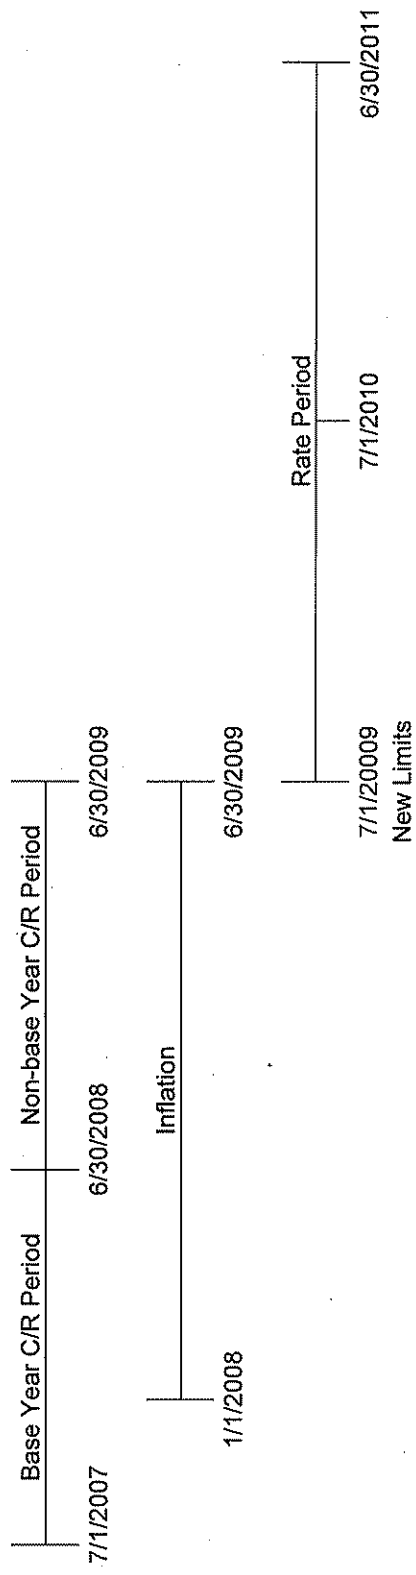 Base Year C/R Period Non-base Year C/R Period
7/1/2007 6/30/2008 6/30/2009
Inflation
1/1/2008 6/30/2009
Rate Period
7/1/20009 7/1/2010 6/30/2011
New Limits